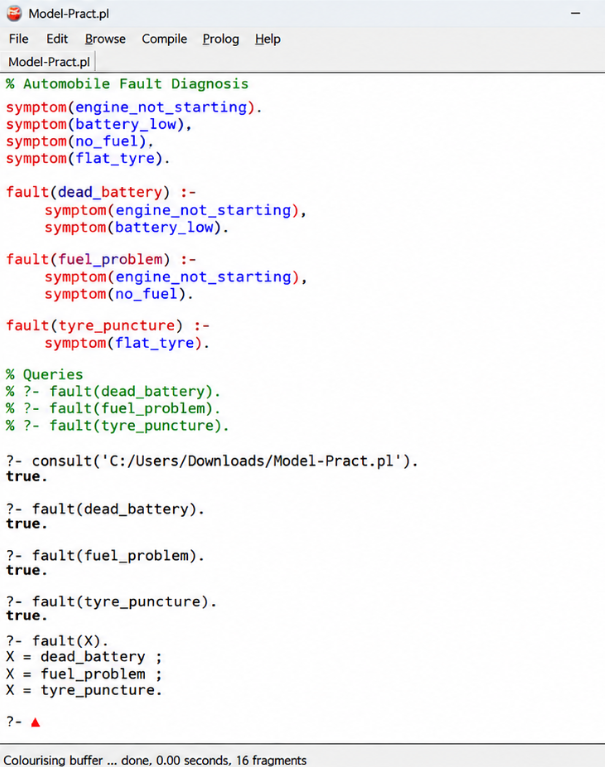 Model-Pract.pl
File Edit Browse Compile Prolog Help
Model-Pract.pl
% Automobile Fault Diagnosis
symptom(engine_not_starting).
symptom(battery_low),
symptom(no_fuel).
symptom(flat_tyre).
fault(dead_battery) :-
symptom(engine_not_starting),
symptom(battery_low).
fault(fuel_problem) :-
symptom(engine_not_starting),
symptom(no_fuel).
fault(tyre_puncture) :-
symptom(flat_tyre).
% Queries
% ?- fault(dead_battery).
% ?- fault(fuel_problem).
% ?- fault(tyre_puncture).
?- consult('C:/Users/Downloads/Model-Pract.pl').
true.
?- fault(dead_battery).
true.
?- fault(fuel_problem).
true.
?- fault(tyre_puncture).
true.
?- fault(X).
X = dead_battery ;
X = fuel_problem ;
X = tyre_puncture.
?-
Colourising buffer ... done, 0.00 seconds, 16 fragments